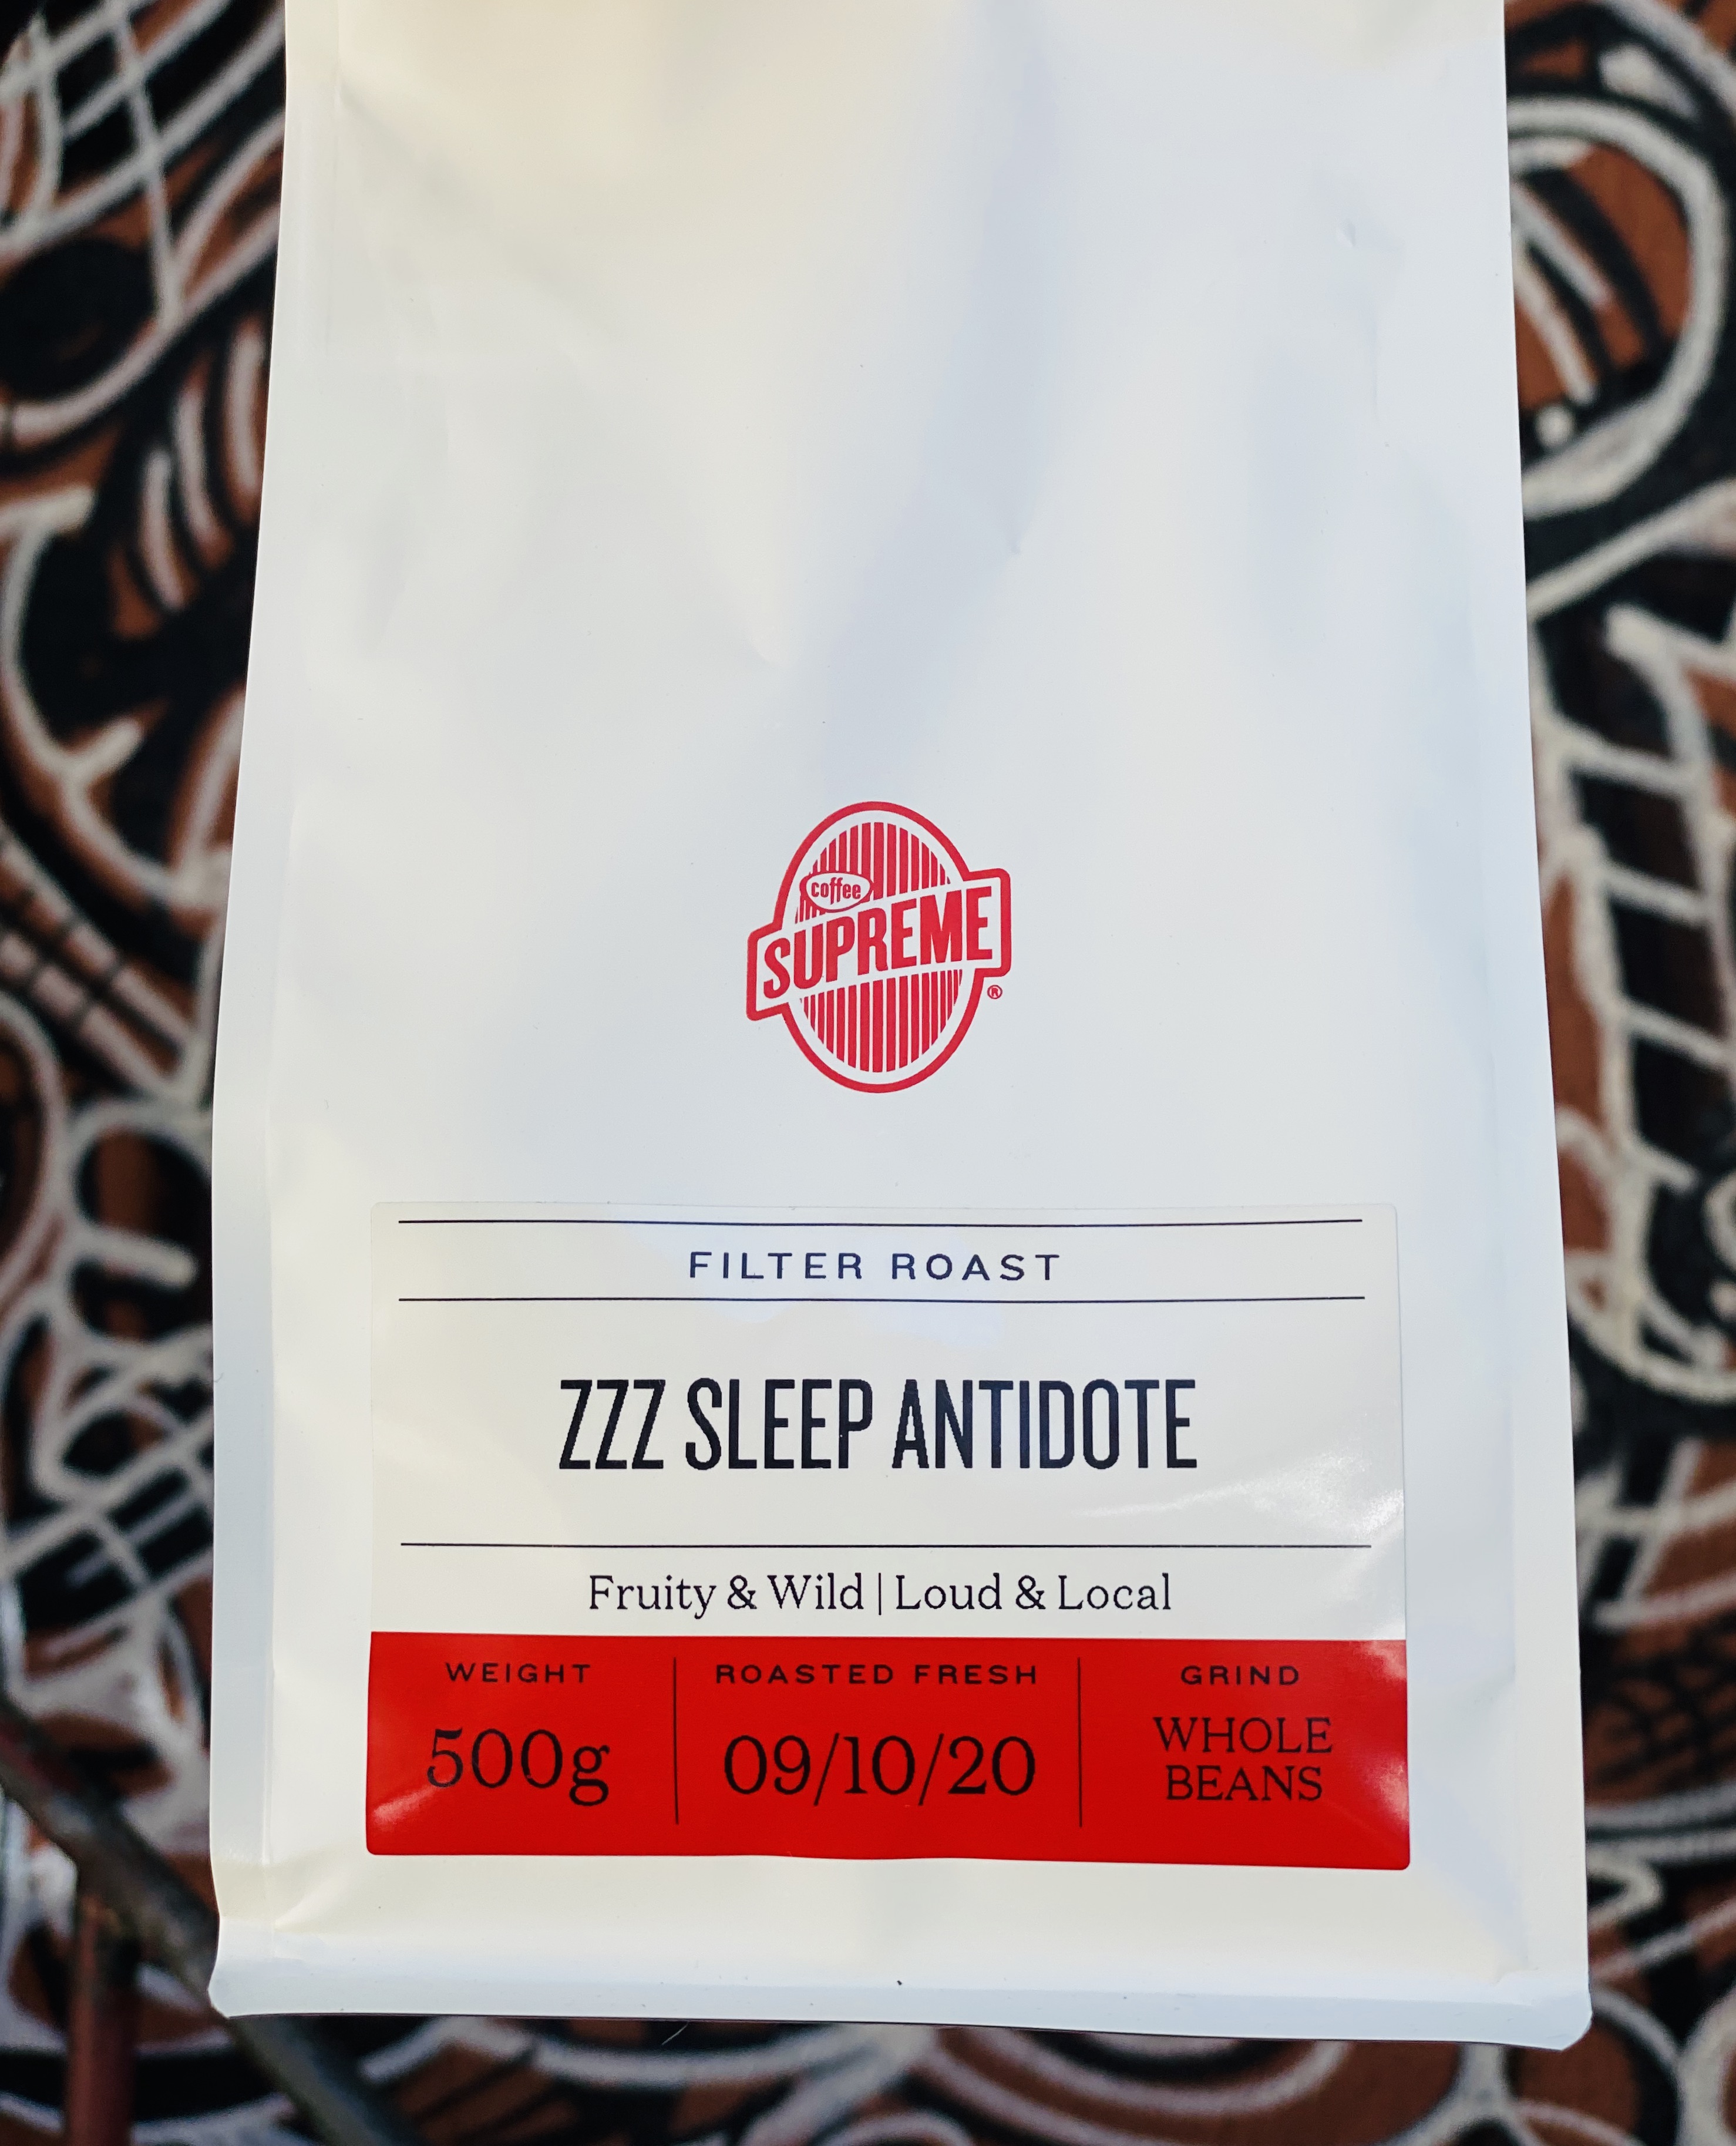 coffee
SUPREME
®
FILTER ROAST
ZZZ SLEEP ANTIDOTE
Fruity & Wild | Loud & Local
WEIGHT
500g
ROASTED FRESH
09/10/20
GRIND
WHOLE
BEANS